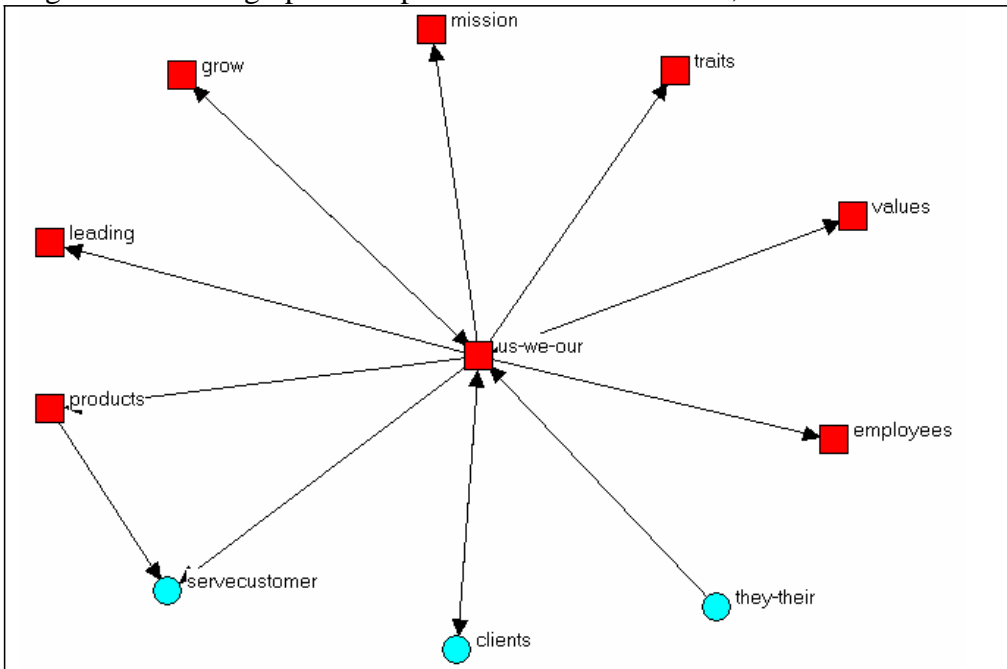 mission
grow
traits
values
leading
us-we-our
products
employees
servecustomer
they-their
clients